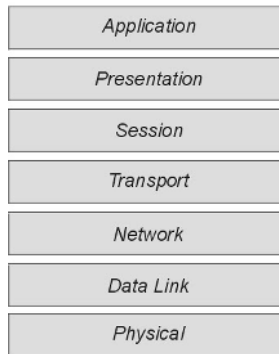 Application
Presentation
Session
Transport
Network
Data Link
Physical